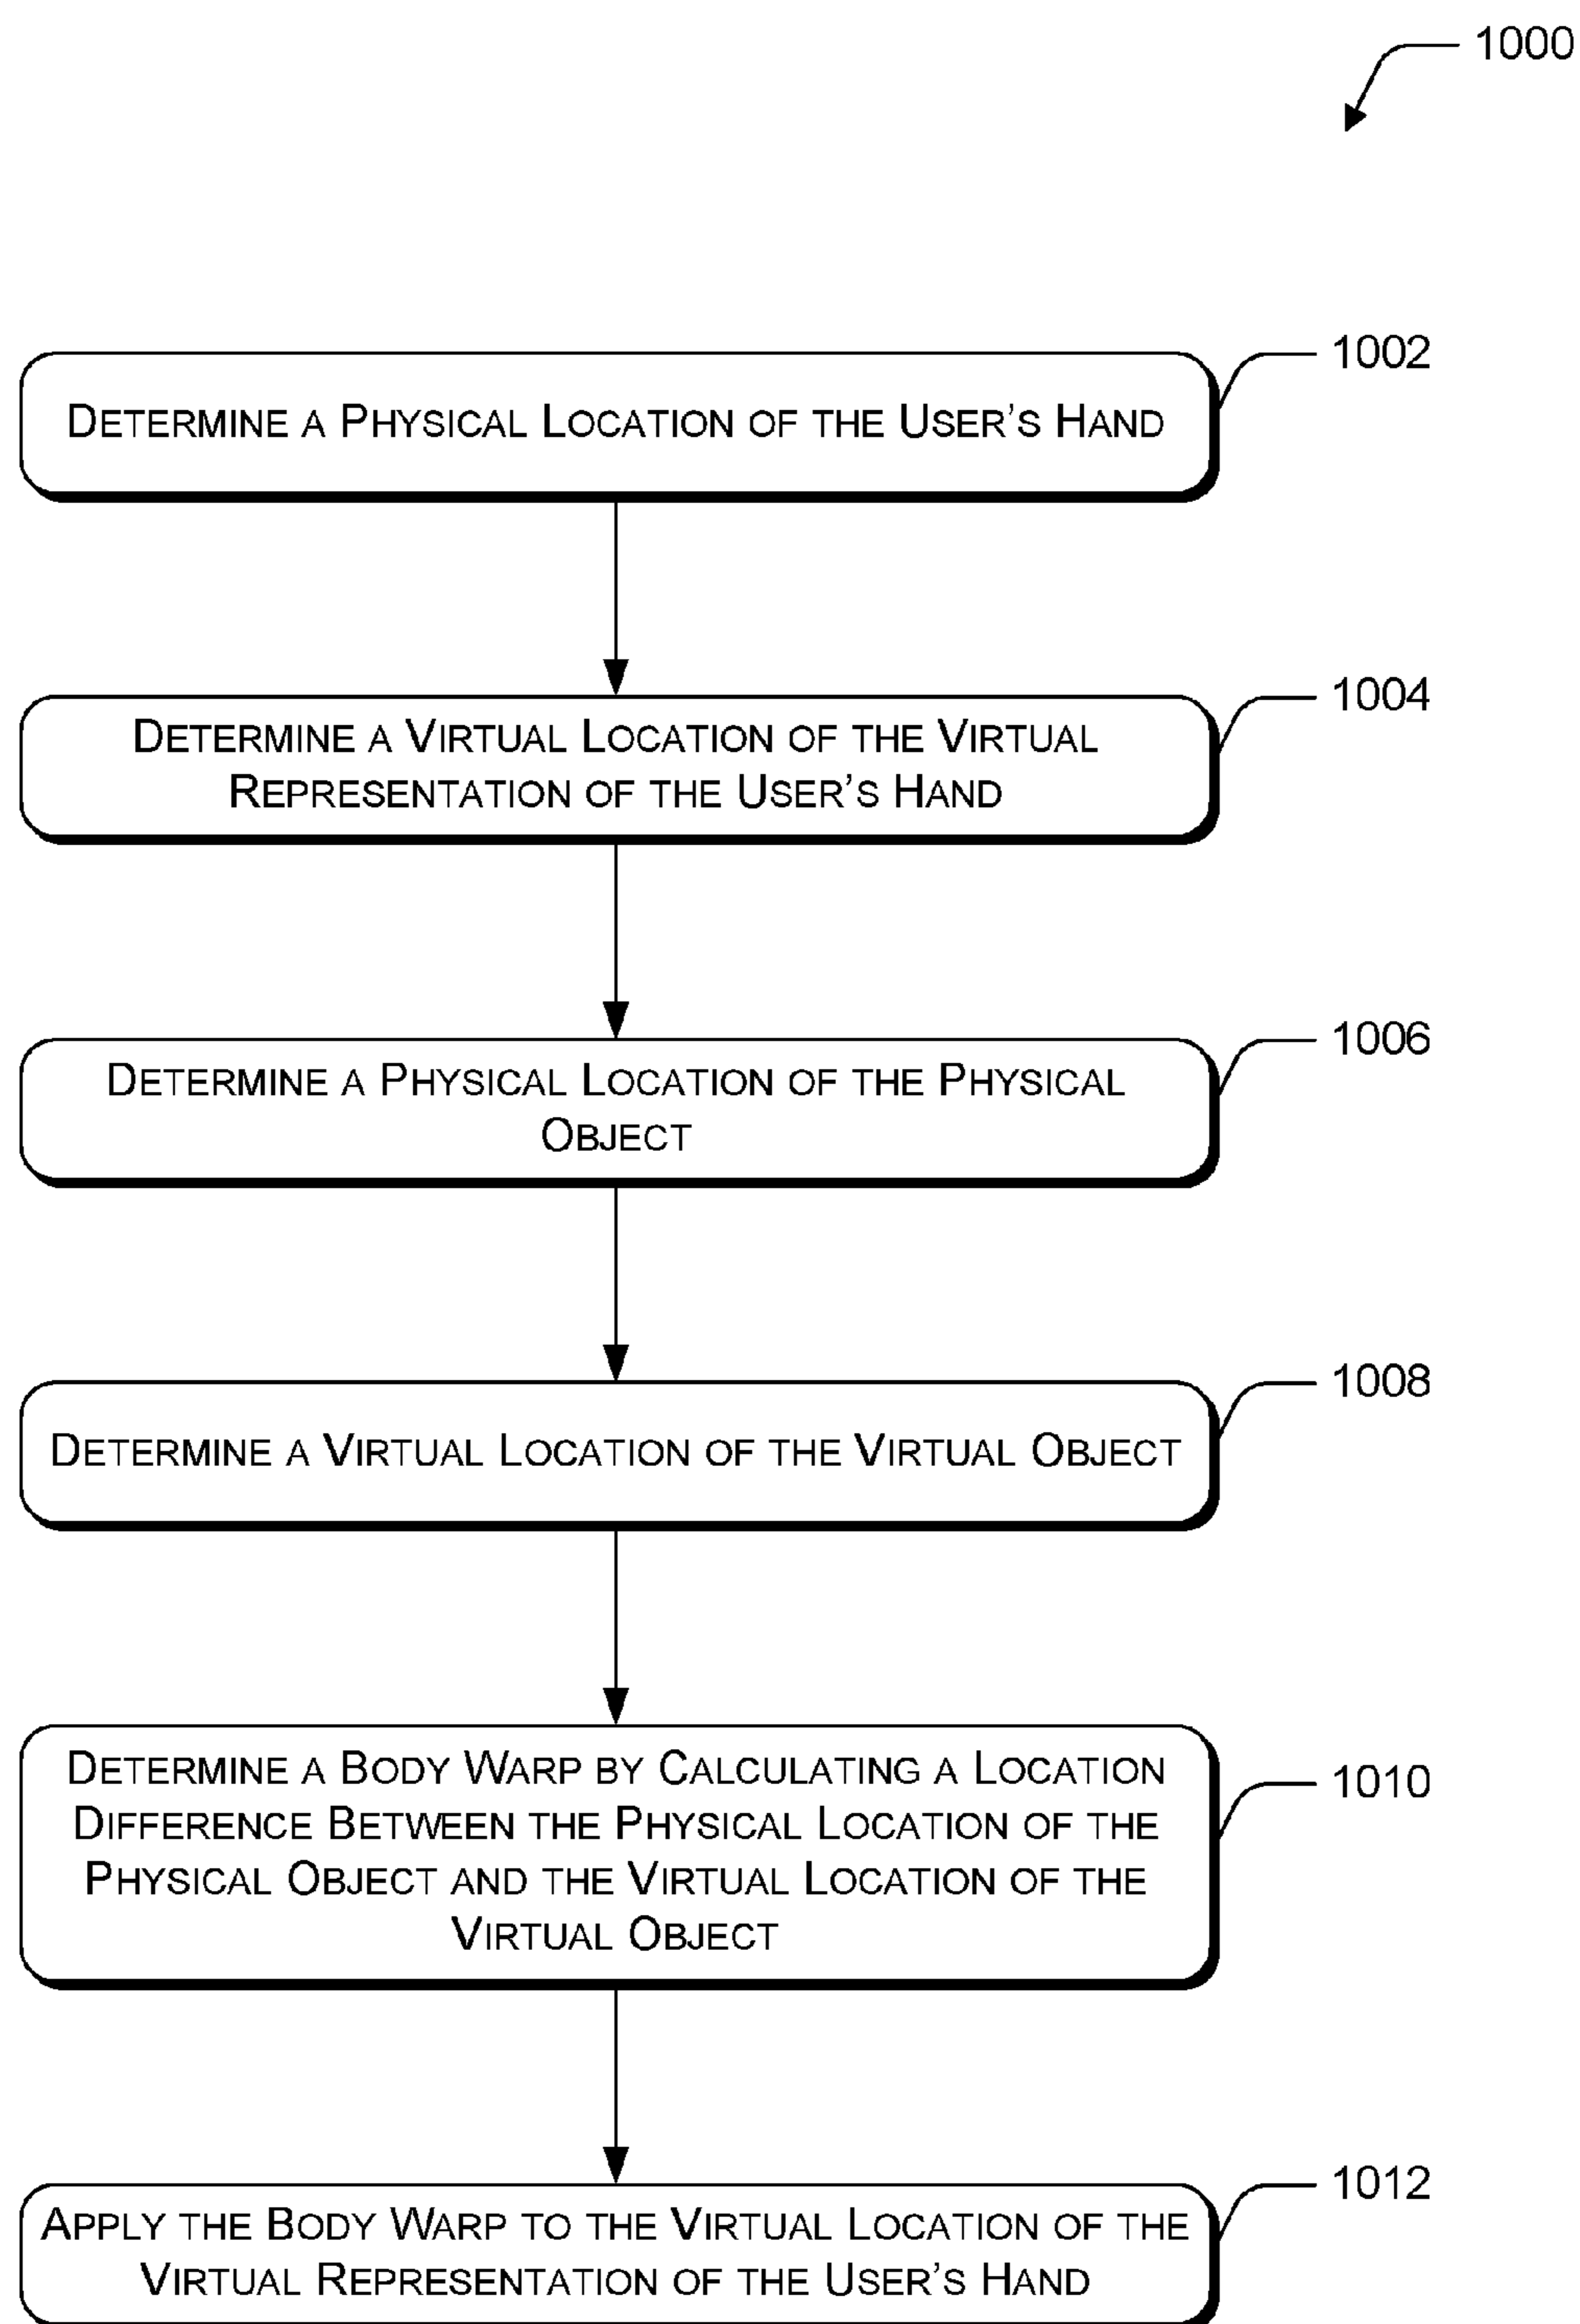 1000
1002
DETERMINE A PHYSICAL LOCATION OF THE USER'S HAND
1004
DETERMINE A VIRTUAL LOCATION OF THE VIRTUAL
REPRESENTATION OF THE USER'S HAND
1006
DETERMINE A PHYSICAL LOCATION OF THE PHYSICAL
OBJECT
1008
DETERMINE A VIRTUAL LOCATION OF THE VIRTUAL OBJECT
1010
DETERMINE A BODY WARP BY CALCULATING A LOCATION
DIFFERENCE BETWEEN THE PHYSICAL LOCATION OF THE
PHYSICAL OBJECT AND THE VIRTUAL LOCATION OF THE
VIRTUAL OBJECT
1012
APPLY THE BODY WARP TO THE VIRTUAL LOCATION OF THE
VIRTUAL REPRESENTATION OF THE USER'S HAND